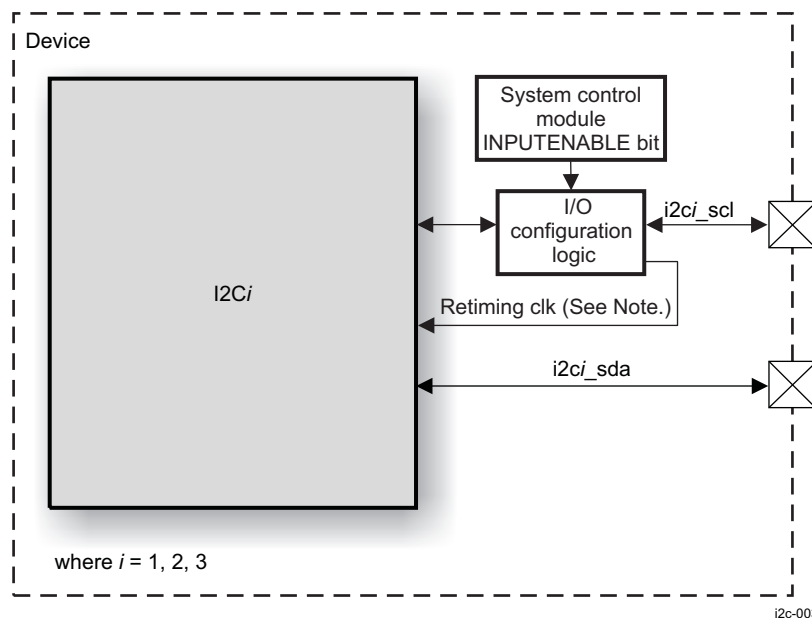 Device
System control
module
INPUTENABLE bit
I/O
configuration
logic
i2ci_scl
I2Ci
Retiming clk (See Note.)
i2ci_sda
where i = 1, 2, 3